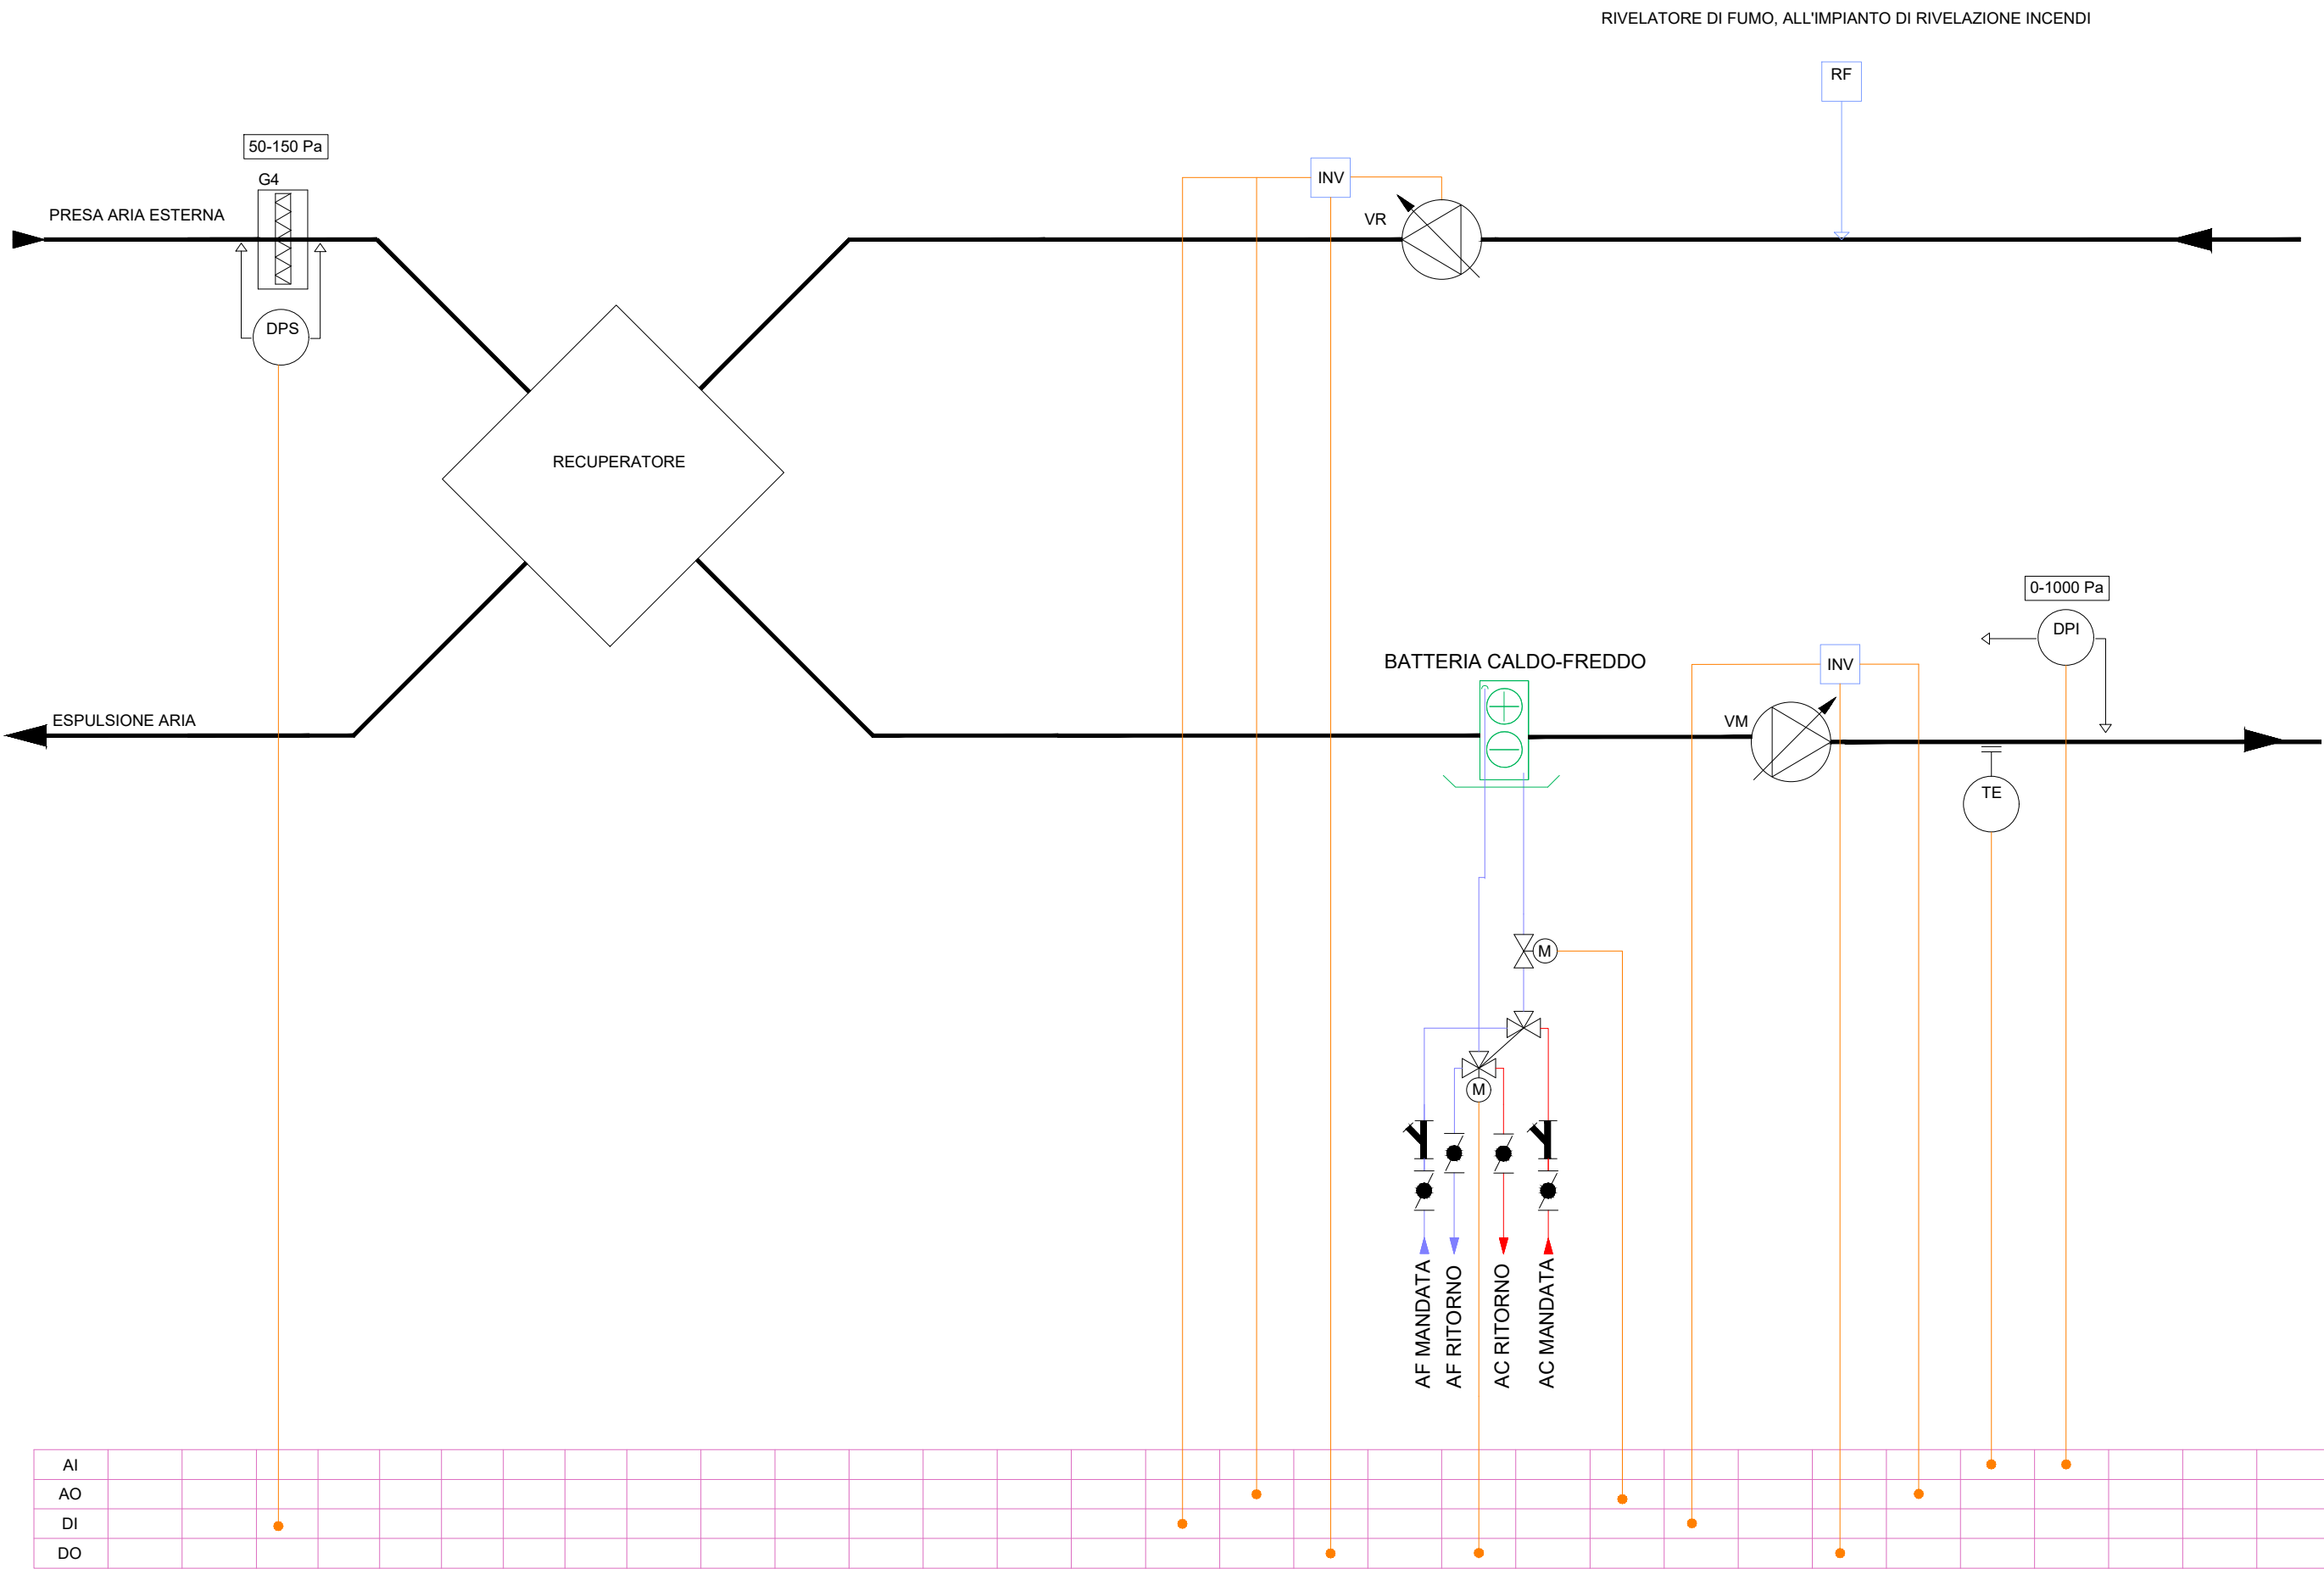 RIVELATORE DI FUMO, ALL'IMPIANTO DI RIVELAZIONE INCENDI
RF
50-150 Pa
G4
INV
PRESA ARIA ESTERNA
VR
DPS
RECUPERATORE
0-1000 Pa
DPI
BATTERIA CALDO-FREDDO
INV
ESPULSIONE ARIA
VM
TE
M
M
AF MANDATA
AF RITORNO
AC RITORNO
AC MANDATA
AI
AO
DI
DO